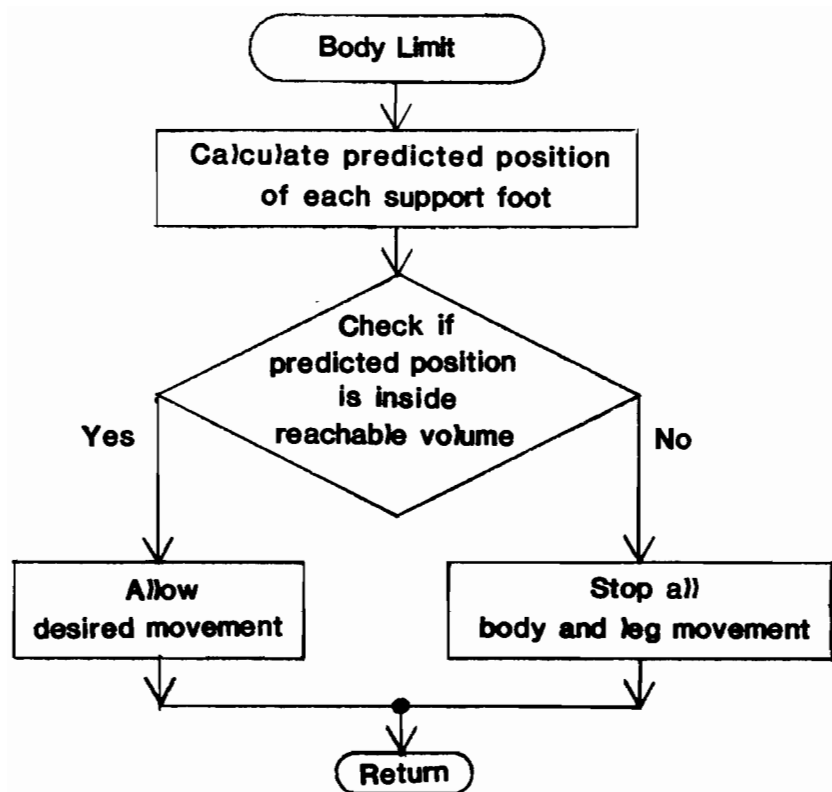 Body Limit
Calculate predicted position
of each support foot
Check if
predicted position
is inside
reachable volume
Yes
No
Allow
desired movement
Stop all
body and leg movement
Return